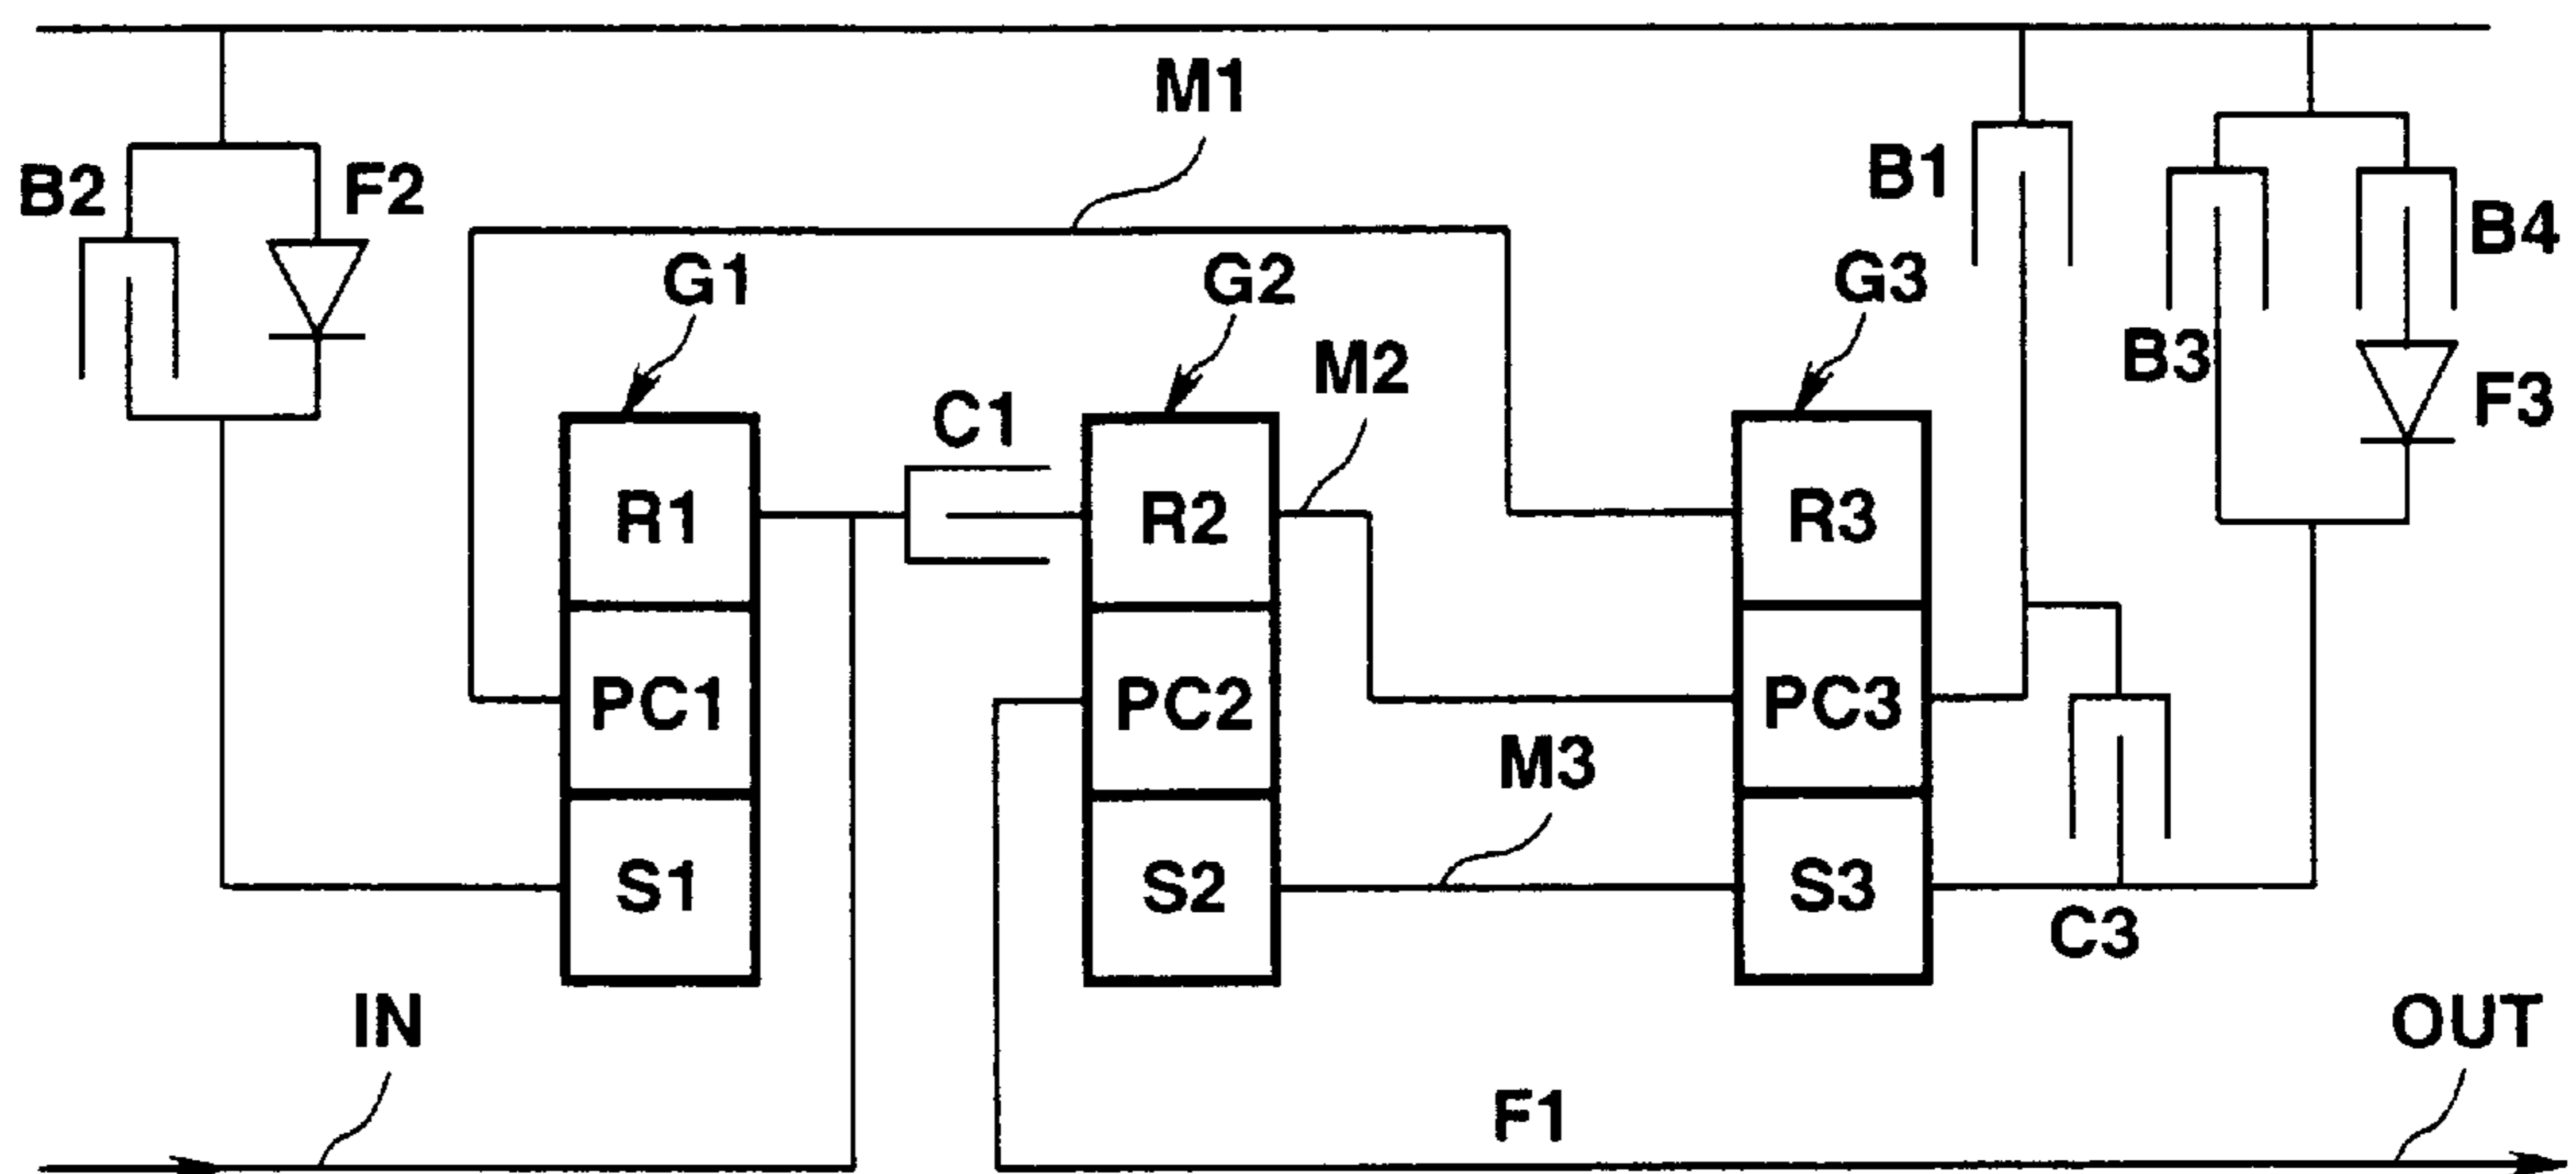 M1
B2
F2
B1
B4
G1
G2
G3
M2
B3
C1
F3
R1
R2
R3
PC1
PC2
PC3
M3
S1
S2
S3
C3
IN
OUT
F1